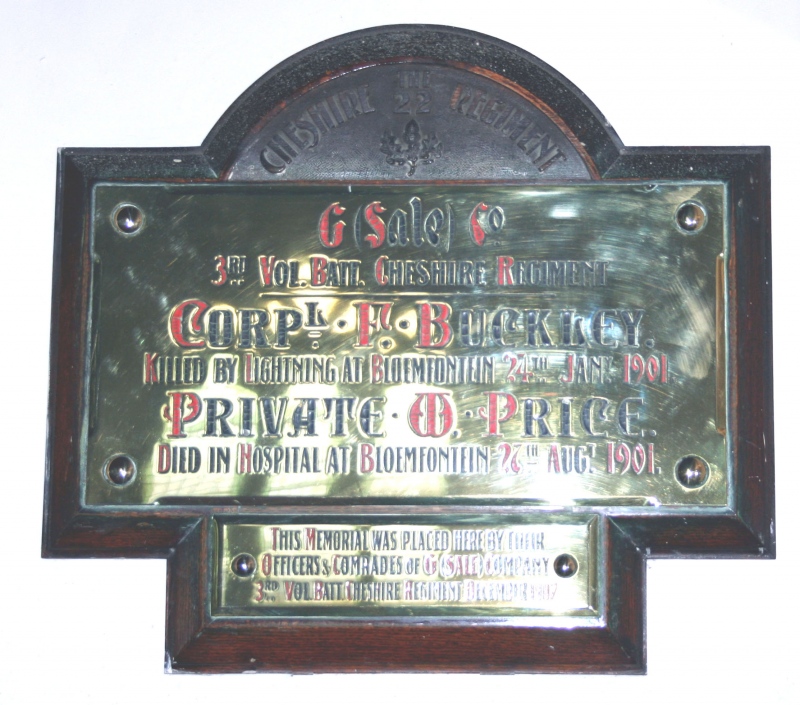 CHESHIRE 22 REGIMENT
G (Sale) Co.
3RD VOL. BATT. CHESHIRE REGIMENT
CORPL. F. BUCKLEY.
KILLED BY LIGHTNING AT BLOEMFONTEIN 24TH JANY. 1901.
PRIVATE W. PRICE.
DIED IN HOSPITAL AT BLOEMFONTEIN 26TH AUGT. 1901.
THIS MEMORIAL WAS PLACED HERE BY THEIR
OFFICERS & COMRADES OF G (SALE) COMPANY
3RD VOL. BATT. CHESHIRE REGIMENT DECEMBER